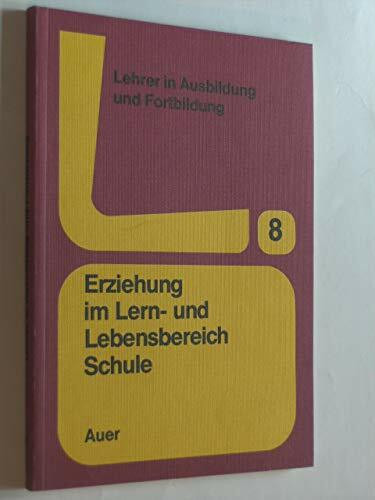 Lehrer in Ausbildung
und Fortbildung
8
Erziehung
im Lern- und
Lebensbereich
Schule
Auer